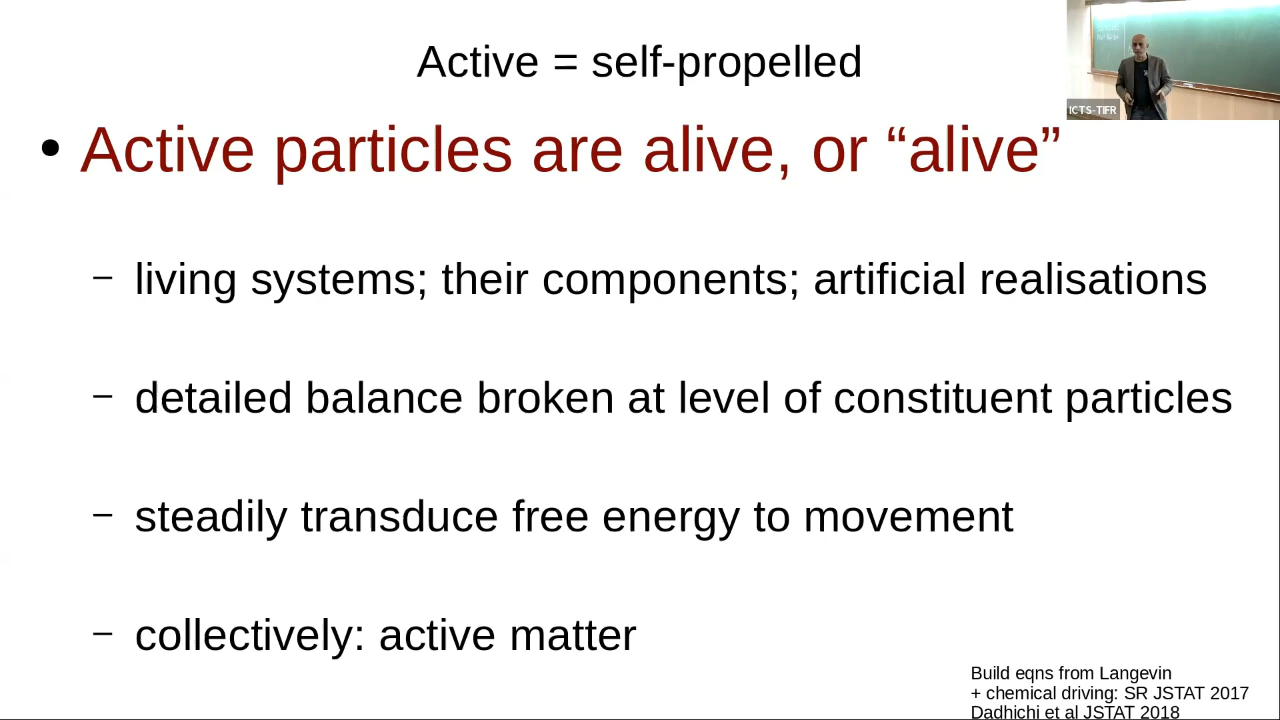 Active = self-propelled
ICTS-TIFR
• Active particles are alive, or “alive”
– living systems; their components; artificial realisations
– detailed balance broken at level of constituent particles
– steadily transduce free energy to movement
– collectively: active matter
Build eqns from Langevin
+ chemical driving: SR JSTAT 2017
Dadhichi et al JSTAT 2018